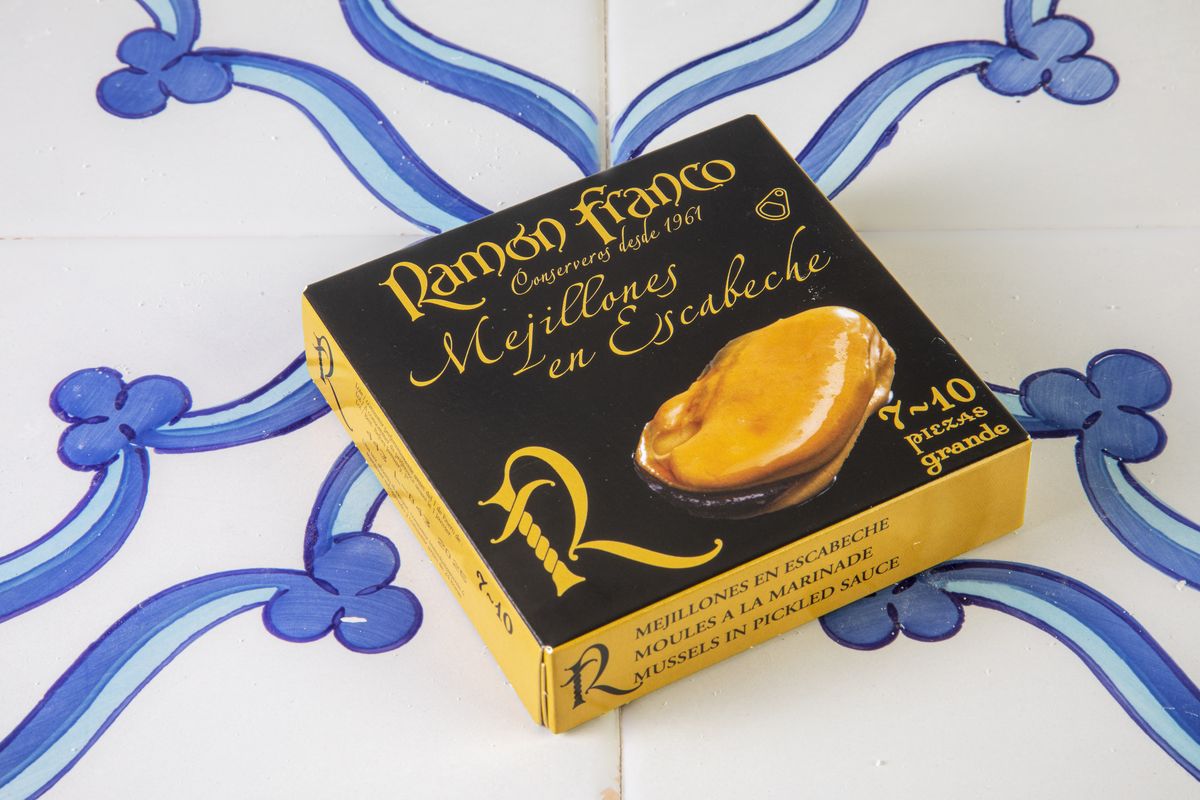 Ramón Franco
Conserveros desde 1961
Mejillones
en Escabeche
7~10
PIEZAS
grande
R
R
7~10
R
MEJILLONES EN ESCABECHE
MOULES A LA MARINADE
MUSSELS IN PICKLED SAUCE